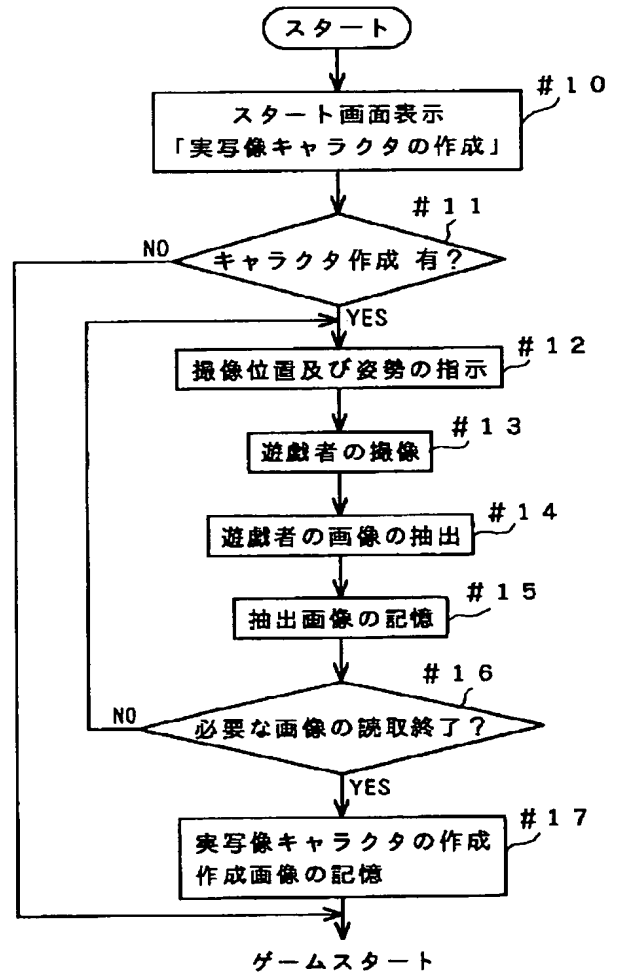 スタート
#10
スタート画面表示
「実写像キャラクタの作成」
#11
キャラクタ作成 有?
NO
YES
#12
撮像位置及び姿勢の指示
#13
遊戯者の撮像
#14
遊戯者の画像の抽出
#15
抽出画像の記憶
#16
必要な画像の読取終了?
NO
YES
#17
実写像キャラクタの作成
作成画像の記憶
ゲームスタート